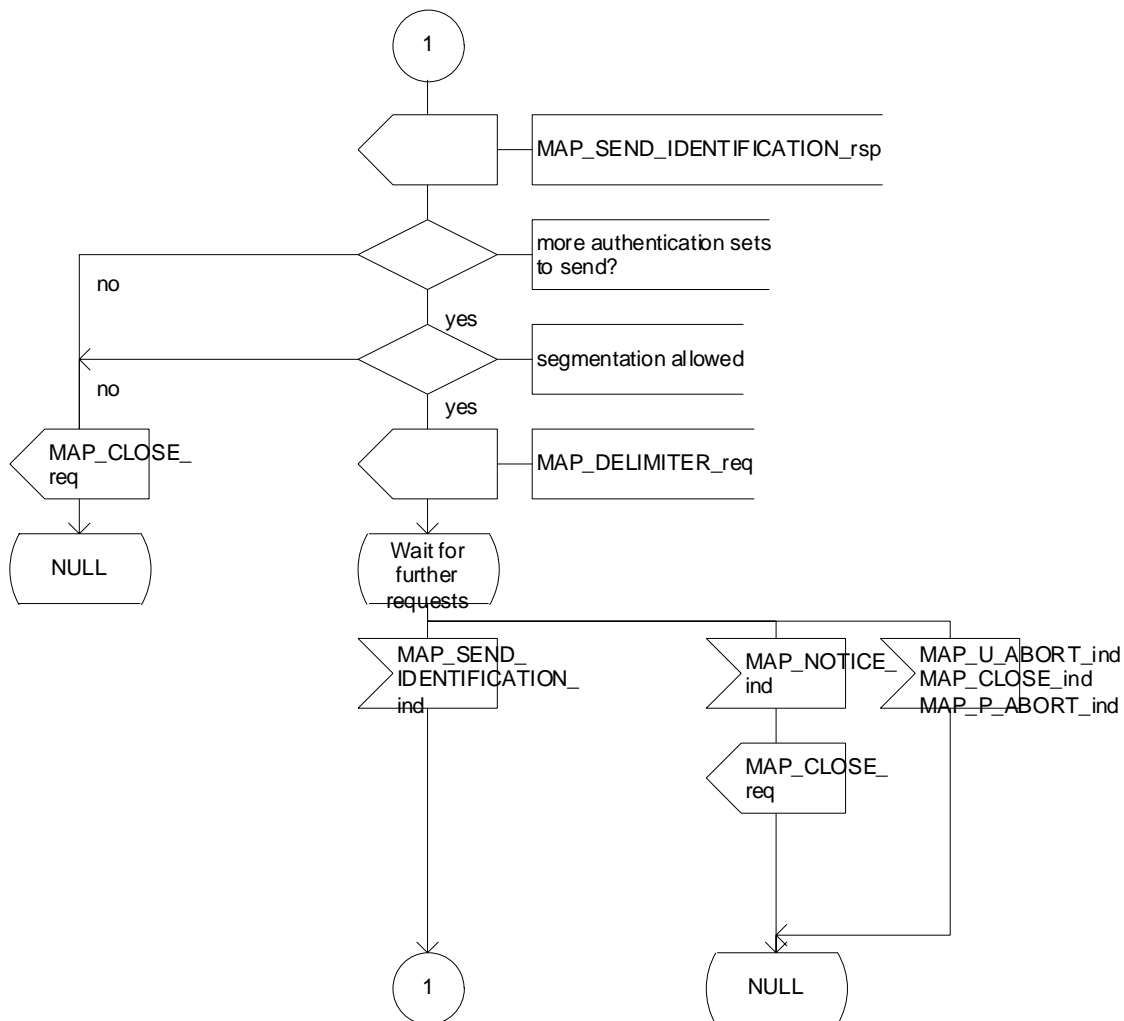 1
MAP_SEND_IDENTIFICATION_rsp
more authentication sets
to send?
no
yes
segmentation allowed
no
yes
MAP_CLOSE_
req
MAP_DELIMITER_req
NULL
Wait for
further
requests
MAP_SEND_
IDENTIFICATION_
ind
MAP_NOTICE_
ind
MAP_U_ABORT_ind
MAP_CLOSE_ind
MAP_P_ABORT_ind
MAP_CLOSE_
req
1
NULL